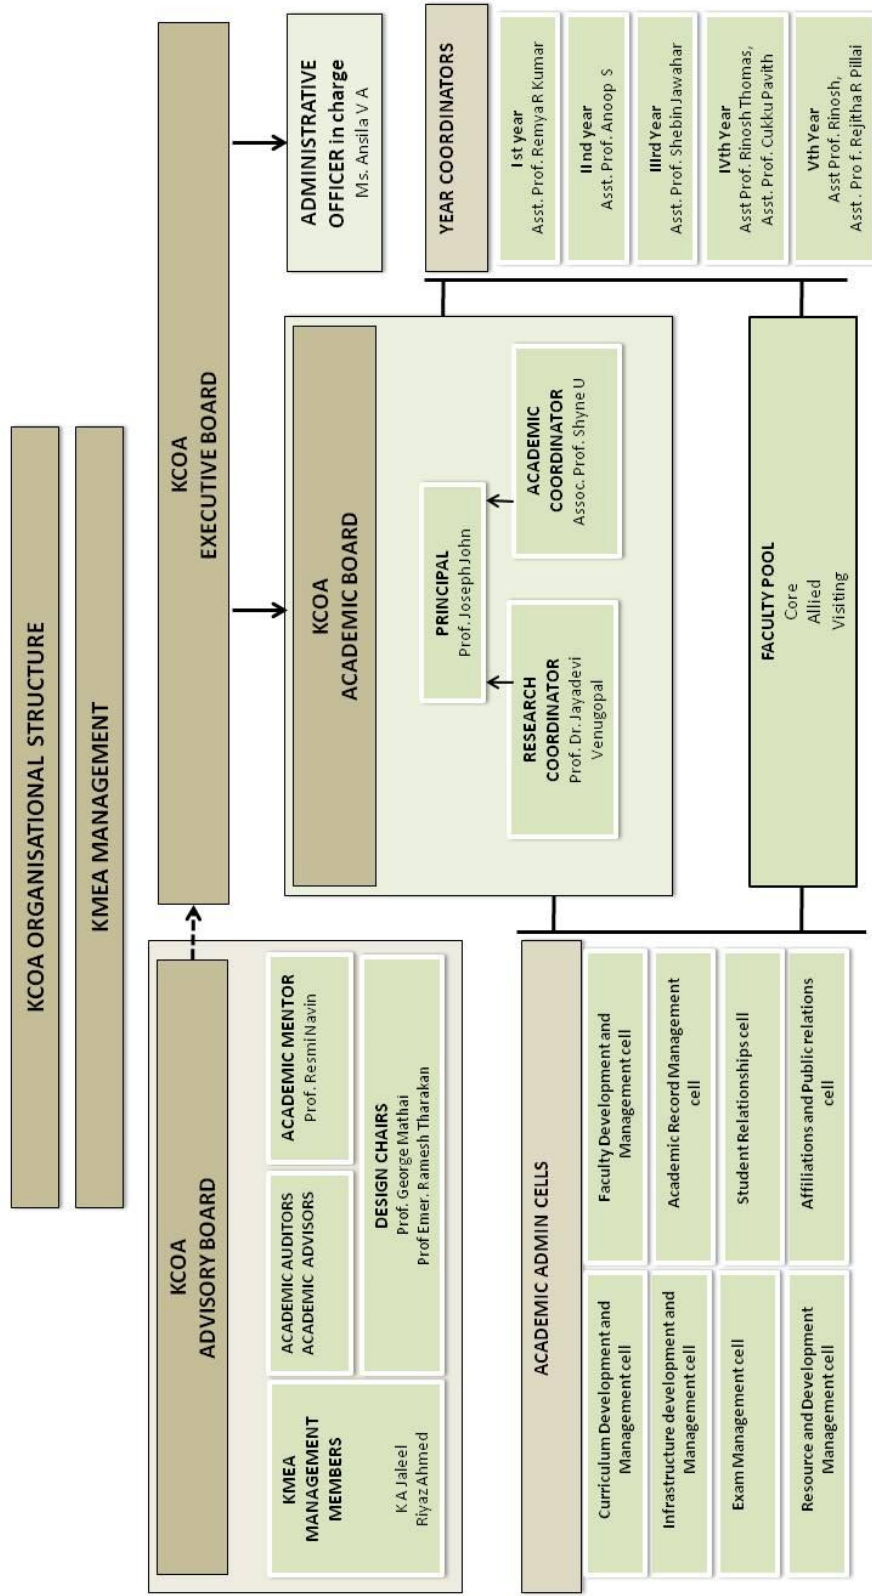 KCOA ORGANISATIONAL STRUCTURE
KMEA MANAGEMENT
KCOA
ADVISORY BOARD
KMEA
MANAGEMENT
MEMBERS
K A Jaleel
Riyaz Ahmed
ACADEMIC AUDITORS
ACADEMIC ADVISORS
ACADEMIC MENTOR
Prof. Resmi Navin
DESIGN CHAIRS
Prof. George Mathai
Prof Emer. Ramesh Tharakan
KCOA
EXECUTIVE BOARD
ADMINISTRATIVE
OFFICER in charge
Ms. Ansila V A
KCOA
ACADEMIC BOARD
PRINCIPAL
Prof. Joseph John
RESEARCH
COORDINATOR
Prof. Dr. Jayadevi
Venugopal
ACADEMIC
COORDINATOR
Assoc. Prof. Shyne U
YEAR COORDINATORS
I st year
Asst. Prof. Remya R Kumar
II nd year
Asst. Prof. Anoop S
IIIrd Year
Asst. Prof. Shebin Jawahar
IVth Year
Asst Prof. Rinosh Thomas,
Asst. Prof. Cukku Pavith
Vth Year
Asst Prof. Rinosh,
Asst . Pro f. Rejitha R Pillai
ACADEMIC ADMIN CELLS
Curriculum Development and
Management cell
Faculty Development and
Management cell
Infrastructure development and
Management cell
Academic Record Management
cell
Exam Management cell
Student Relationships cell
Resource and Development
Management cell
Affiliations and Public relations
cell
FACULTY POOL
Core
Allied
Visiting